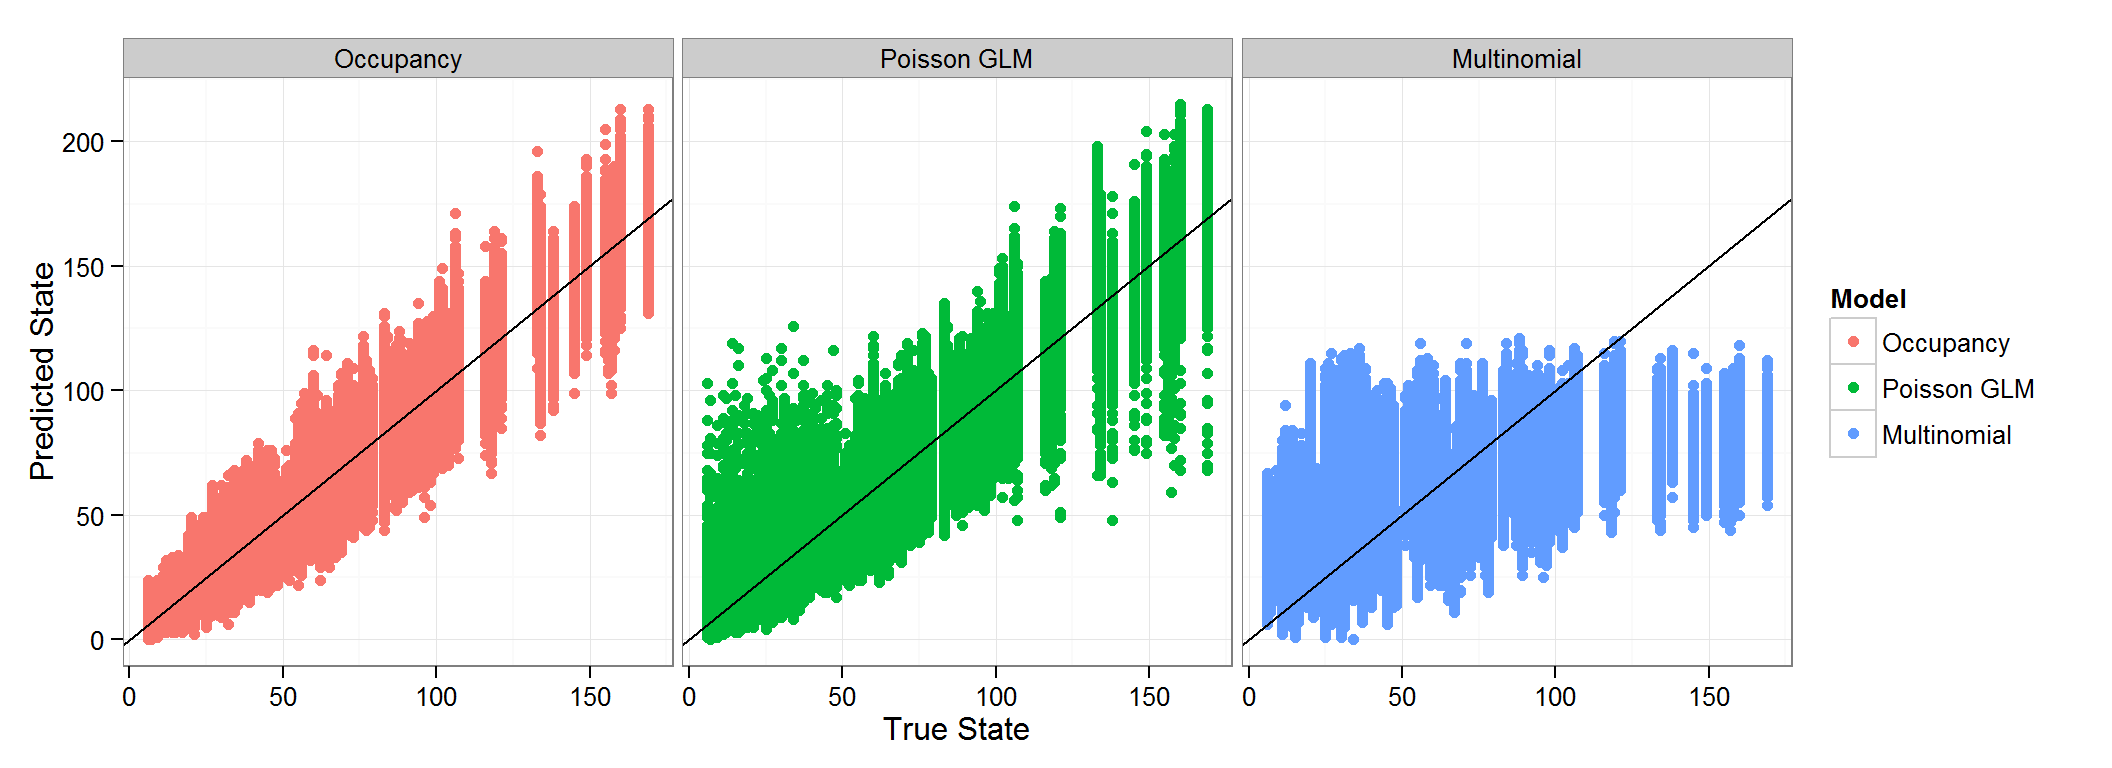 Occupancy
Poisson GLM
Multinomial
200
150
100
50
0
0 50 100 150
0 50 100 150
0 50 100 150
Predicted State
True State
Model
Occupancy
Poisson GLM
Multinomial